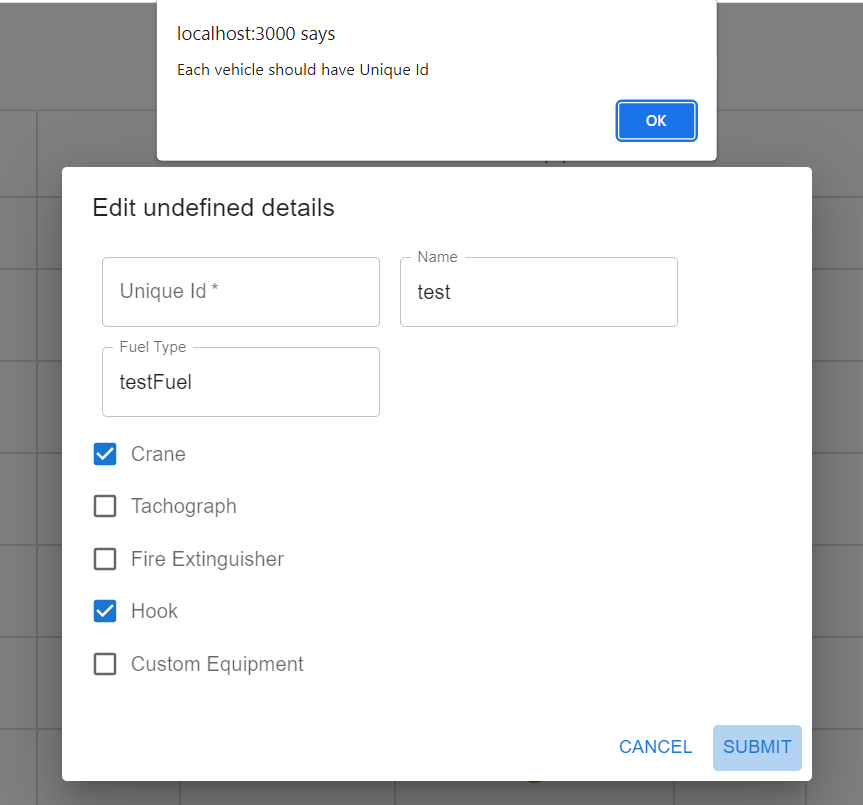 localhost:3000 says
Each vehicle should have Unique Id
OK
Edit undefined details
Unique Id *
Name
test
Fuel Type
testFuel
Crane
Tachograph
Fire Extinguisher
Hook
Custom Equipment
CANCEL
SUBMIT